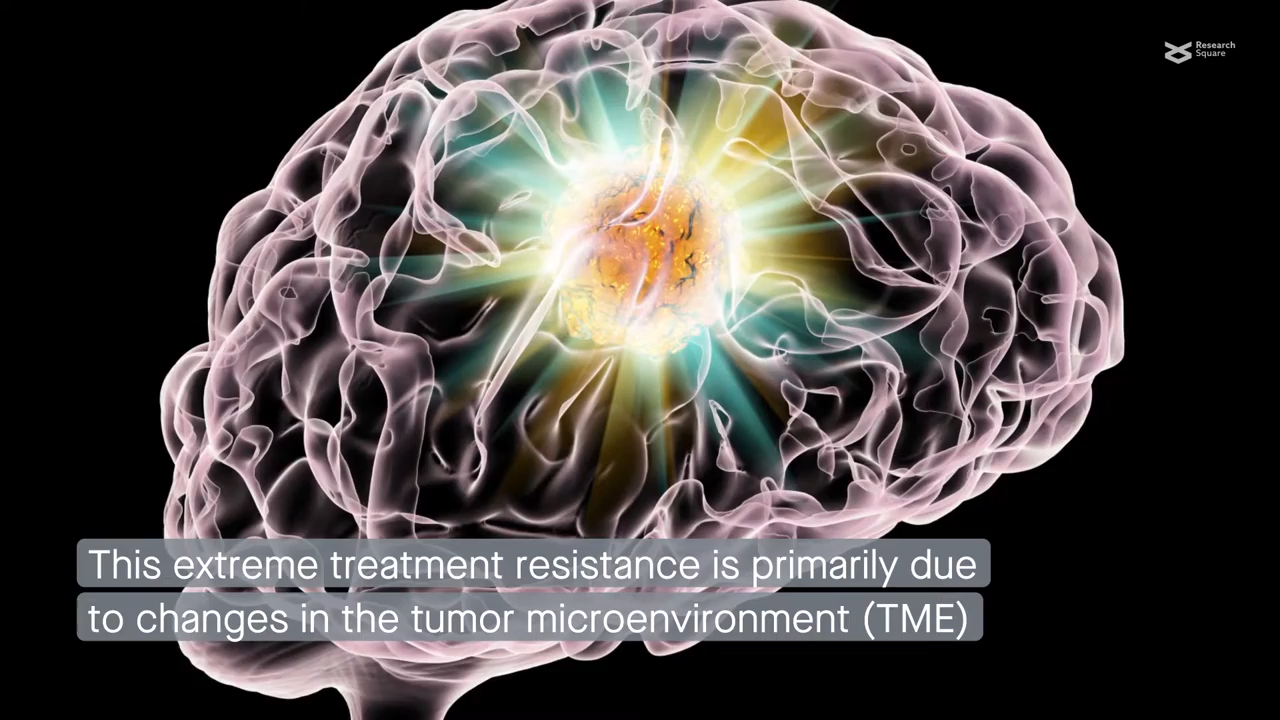 Research
Square
This extreme treatment resistance is primarily due
to changes in the tumor microenvironment (TME)